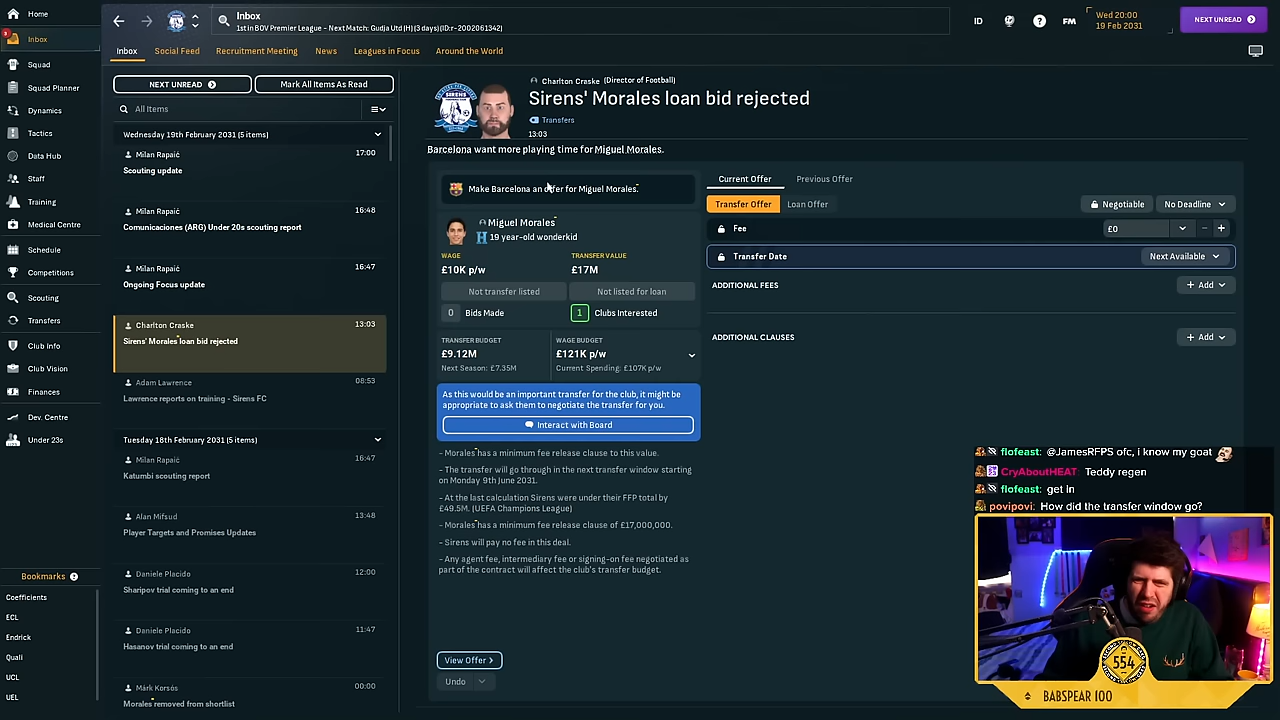 Home
Inbox
1st in BOV Premier League - Next Match: Gudja Utd (H) (3 days) (ID:r-2002061342)
ID
FM
Wed 20:00
19 Feb 2031
NEXT UNREAD
3
Inbox
Squad
Squad Planner
Dynamics
Tactics
Data Hub
Staff
Training
Medical Centre
Schedule
Competitions
Scouting
Transfers
Club Info
Club Vision
Finances
Dev. Centre
Under 23s
Bookmarks
Coefficients
ECL
Endrick
Quali
UCL
UEL
Inbox
Social Feed
Recruitment Meeting
News
Leagues in Focus
Around the World
NEXT UNREAD
Mark All Items As Read
All Items
Wednesday 19th February 2031 (5 items)
Milan Rapaić
17:00
Scouting update
Milan Rapaić
16:48
Comunicaciones (ARG) Under 20s scouting report
Milan Rapaić
16:47
Ongoing Focus update
Charlton Craske
13:03
Sirens' Morales loan bid rejected
Adam Lawrence
08:53
Lawrence reports on training - Sirens FC
Tuesday 18th February 2031 (5 items)
Milan Rapaić
16:47
Katumbi scouting report
Alan Mifsud
13:48
Player Targets and Promises Updates
Daniele Placido
12:00
Sharipov trial coming to an end
Daniele Placido
11:47
Hasanov trial coming to an end
Márk Korsós
00:00
Morales removed from shortlist
SIRENS
Charlton Craske (Director of Football)
Sirens' Morales loan bid rejected
Transfers
13:03
Barcelona want more playing time for Miguel Morales.
Make Barcelona an offer for Miguel Morales.
Miguel Morales
19 year-old wonderkid
WAGE
TRANSFER VALUE
£10K p/w
£17M
Not transfer listed
Not listed for loan
0 Bids Made
1 Clubs Interested
TRANSFER BUDGET
WAGE BUDGET
£9.12M
£121K p/w
Next Season: £7.35M
Current Spending: £107K p/w
As this would be an important transfer for the club, it might be
appropriate to ask them to negotiate the transfer for you.
Interact with Board
- Morales has a minimum fee release clause to this value.
- The transfer will go through in the next transfer window starting
on Monday 9th June 2031.
- At the last calculation Sirens were under their FFP total by
£49.5M. (UEFA Champions League)
- Morales has a minimum fee release clause of £17,000,000.
- Sirens will pay no fee in this deal.
- Any agent fee, intermediary fee or signing-on fee negotiated as
part of the contract will affect the club's transfer budget.
View Offer
Undo
Current Offer
Previous Offer
Transfer Offer
Loan Offer
Negotiable
No Deadline
Fee
£0
Transfer Date
Next Available
ADDITIONAL FEES
+ Add
ADDITIONAL CLAUSES
+ Add
flofeast: @JamesRFPS ofc, i know my goat
CryAboutHEAT: Teddy regen
flofeast: get in
povipovi: How did the transfer window go?
554
BABSPEAR 100